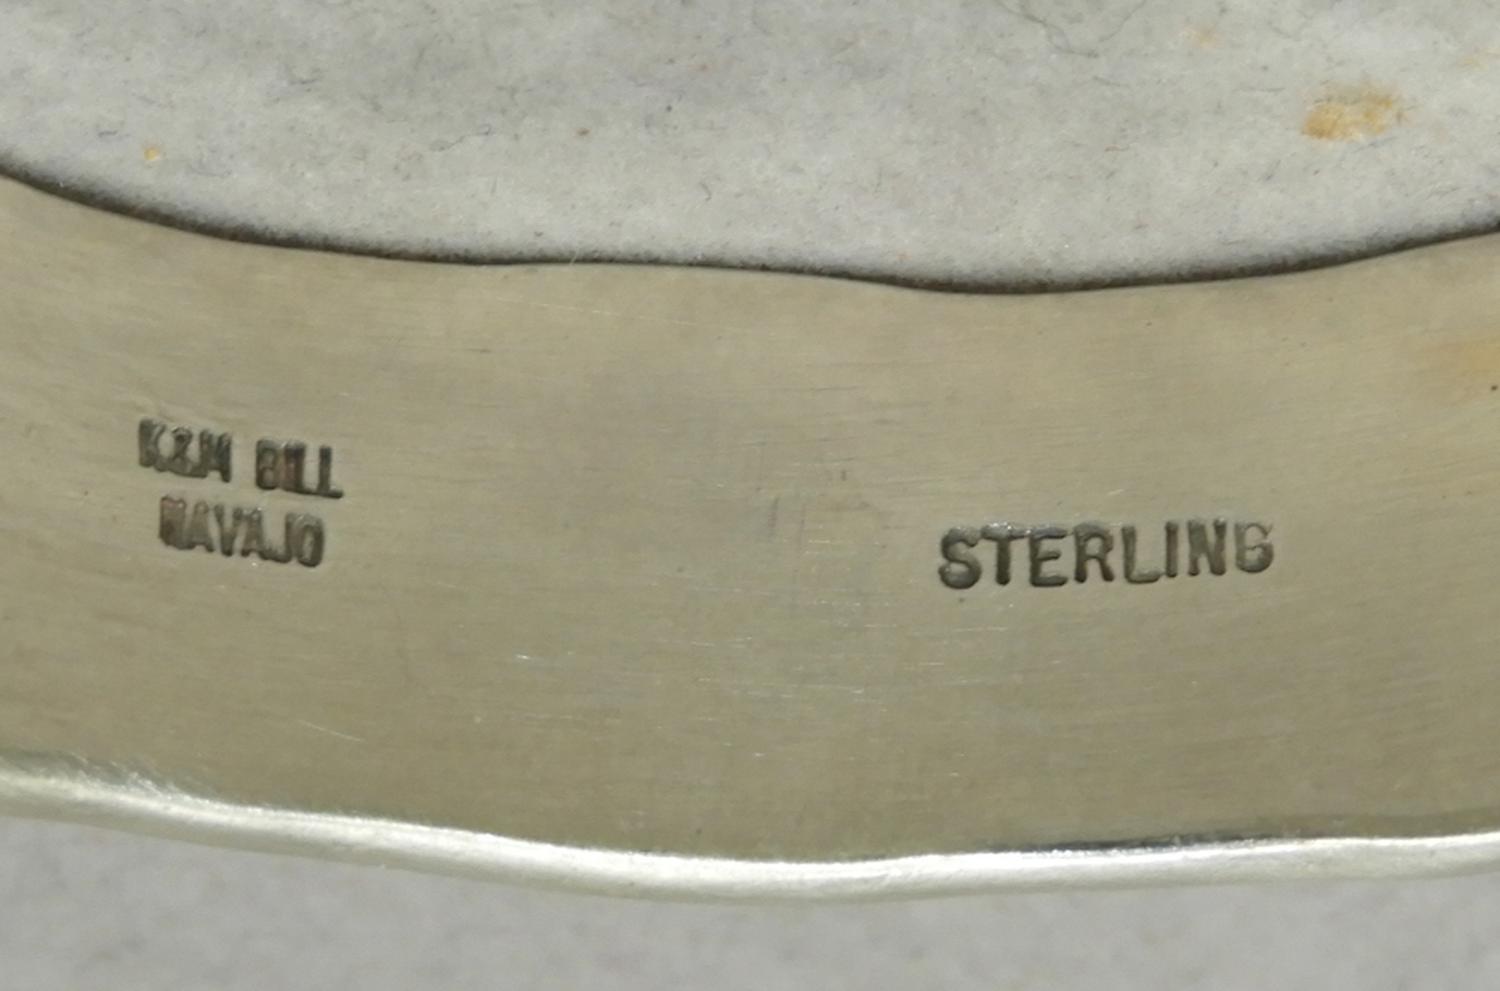 K&M BILL
NAVAJO
STERLING